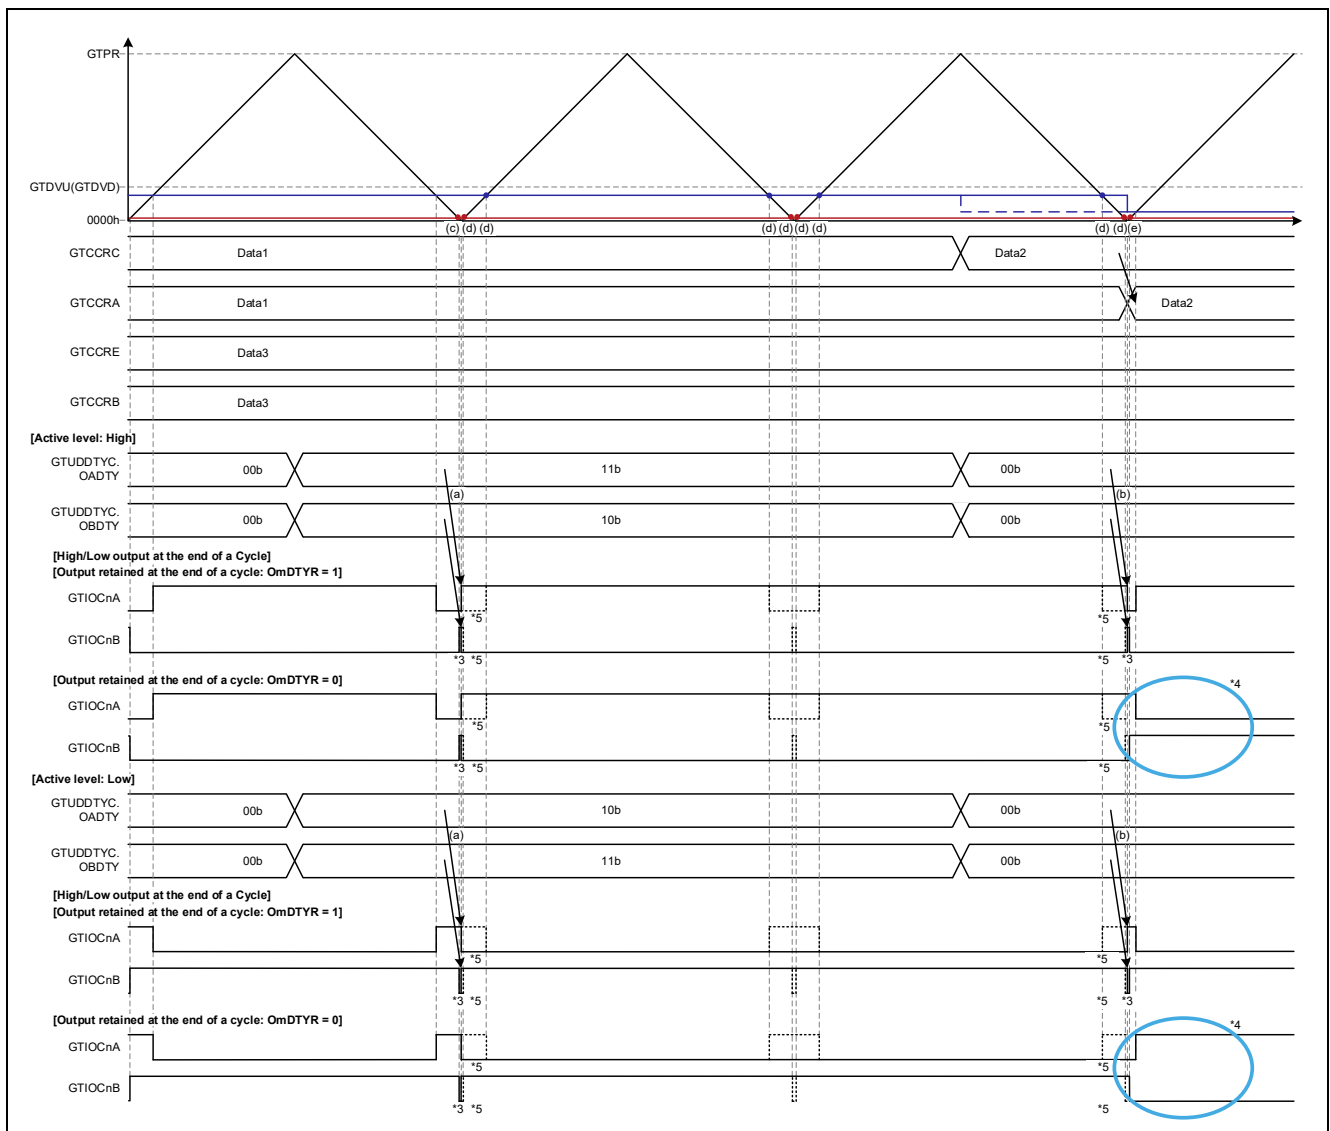 GTPR
GTDVU(GTDVD)
0000h
(c) (d) (d) (d) (d) (d) (d) (d) (d) (e)
GTCCRC Data1 Data2
GTCCRA Data1 Data2
GTCCRE Data3
GTCCRB Data3
[Active level: High]
GTUDDTYC.
OADTY 00b 11b 00b
(a) (b)
GTUDDTYC.
OBDTY 00b 10b 00b
[High/Low output at the end of a Cycle]
[Output retained at the end of a cycle: OmDTYR = 1]
GTIOCnA
*5 *5
GTIOCnB
*3 *5 *5 *3
[Output retained at the end of a cycle: OmDTYR = 0] *4
GTIOCnA
*5 *5
GTIOCnB
*3 *5 *5
[Active level: Low]
GTUDDTYC.
OADTY 00b 10b 00b
(a) (b)
GTUDDTYC.
OBDTY 00b 11b 00b
[High/Low output at the end of a Cycle]
[Output retained at the end of a cycle: OmDTYR = 1]
GTIOCnA
*5 *5
GTIOCnB
*3 *5 *5 *3
[Output retained at the end of a cycle: OmDTYR = 0] *4
GTIOCnA
*5 *5
GTIOCnB
*3 *5 *5